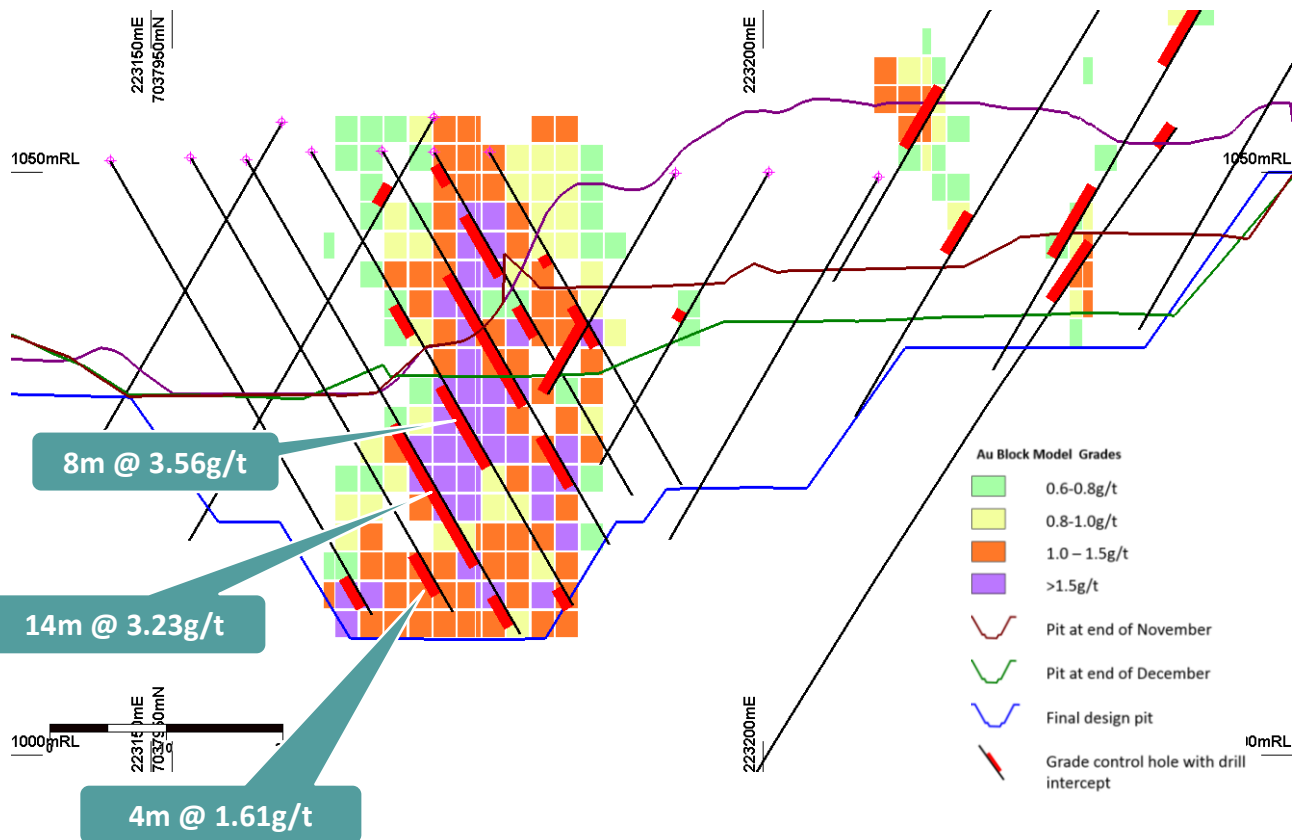 223150mE
7037950mN
223200mE
1050mRL
1050mRL
8m @ 3.56g/t
14m @ 3.23g/t
4m @ 1.61g/t
Au Block Model Grades
0.6-0.8g/t
0.8-1.0g/t
1.0 – 1.5g/t
>1.5g/t
Pit at end of November
Pit at end of December
Final design pit
Grade control hole with drill
intercept
1000mRL
223200mE